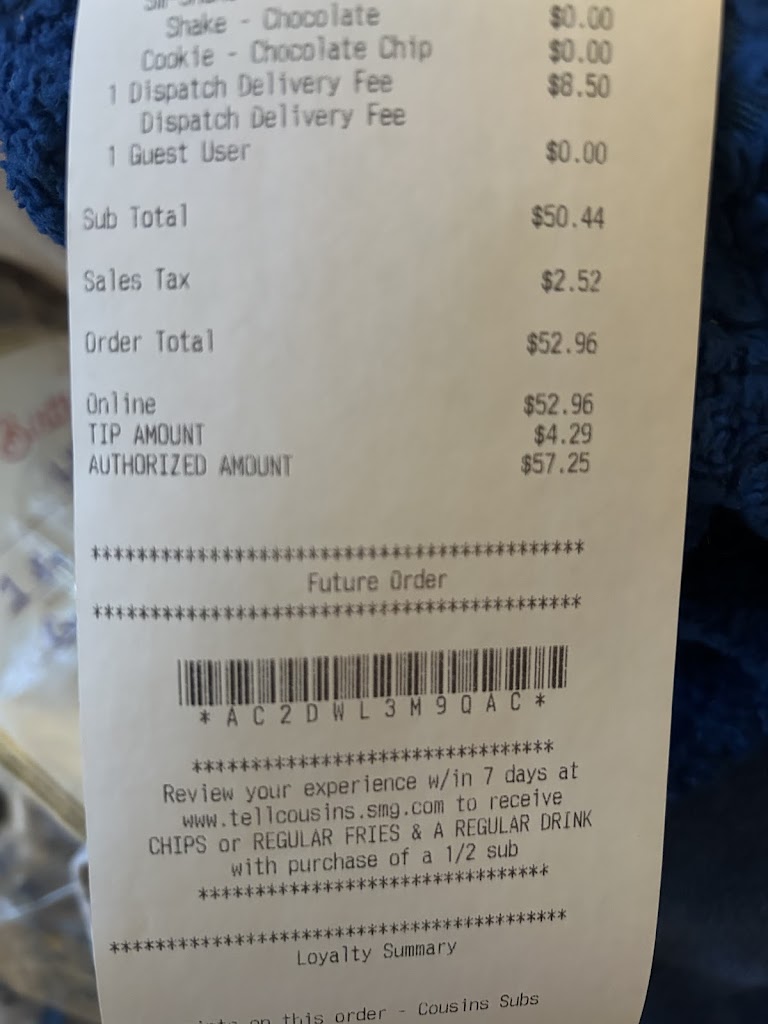 Shake - Chocolate $0.00
Cookie - Chocolate Chip $0.00
1 Dispatch Delivery Fee $8.50
Dispatch Delivery Fee
1 Guest User $0.00
Sub Total $50.44
Sales Tax $2.52
Order Total $52.96
Online $52.96
TIP AMOUNT $4.29
AUTHORIZED AMOUNT $57.25
******************************************
Future Order
******************************************
*AC2DWL3M9QAC*
********************************
Review your experience w/in 7 days at
www.tellcousins.smg.com to receive
CHIPS or REGULAR FRIES & A REGULAR DRINK
with purchase of a 1/2 sub
********************************
******************************************
Loyalty Summary
on this order - Cousins Subs